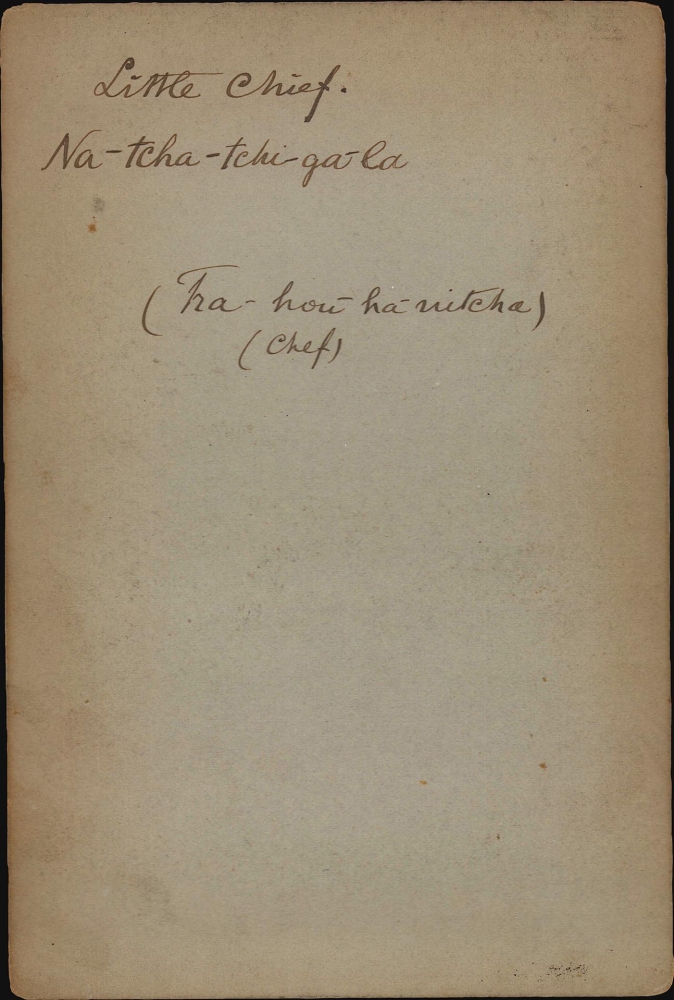 Little Chief.
Na-tcha-tchi-ga-la
(Tra-hou-ha-nitcha)
(Chef)